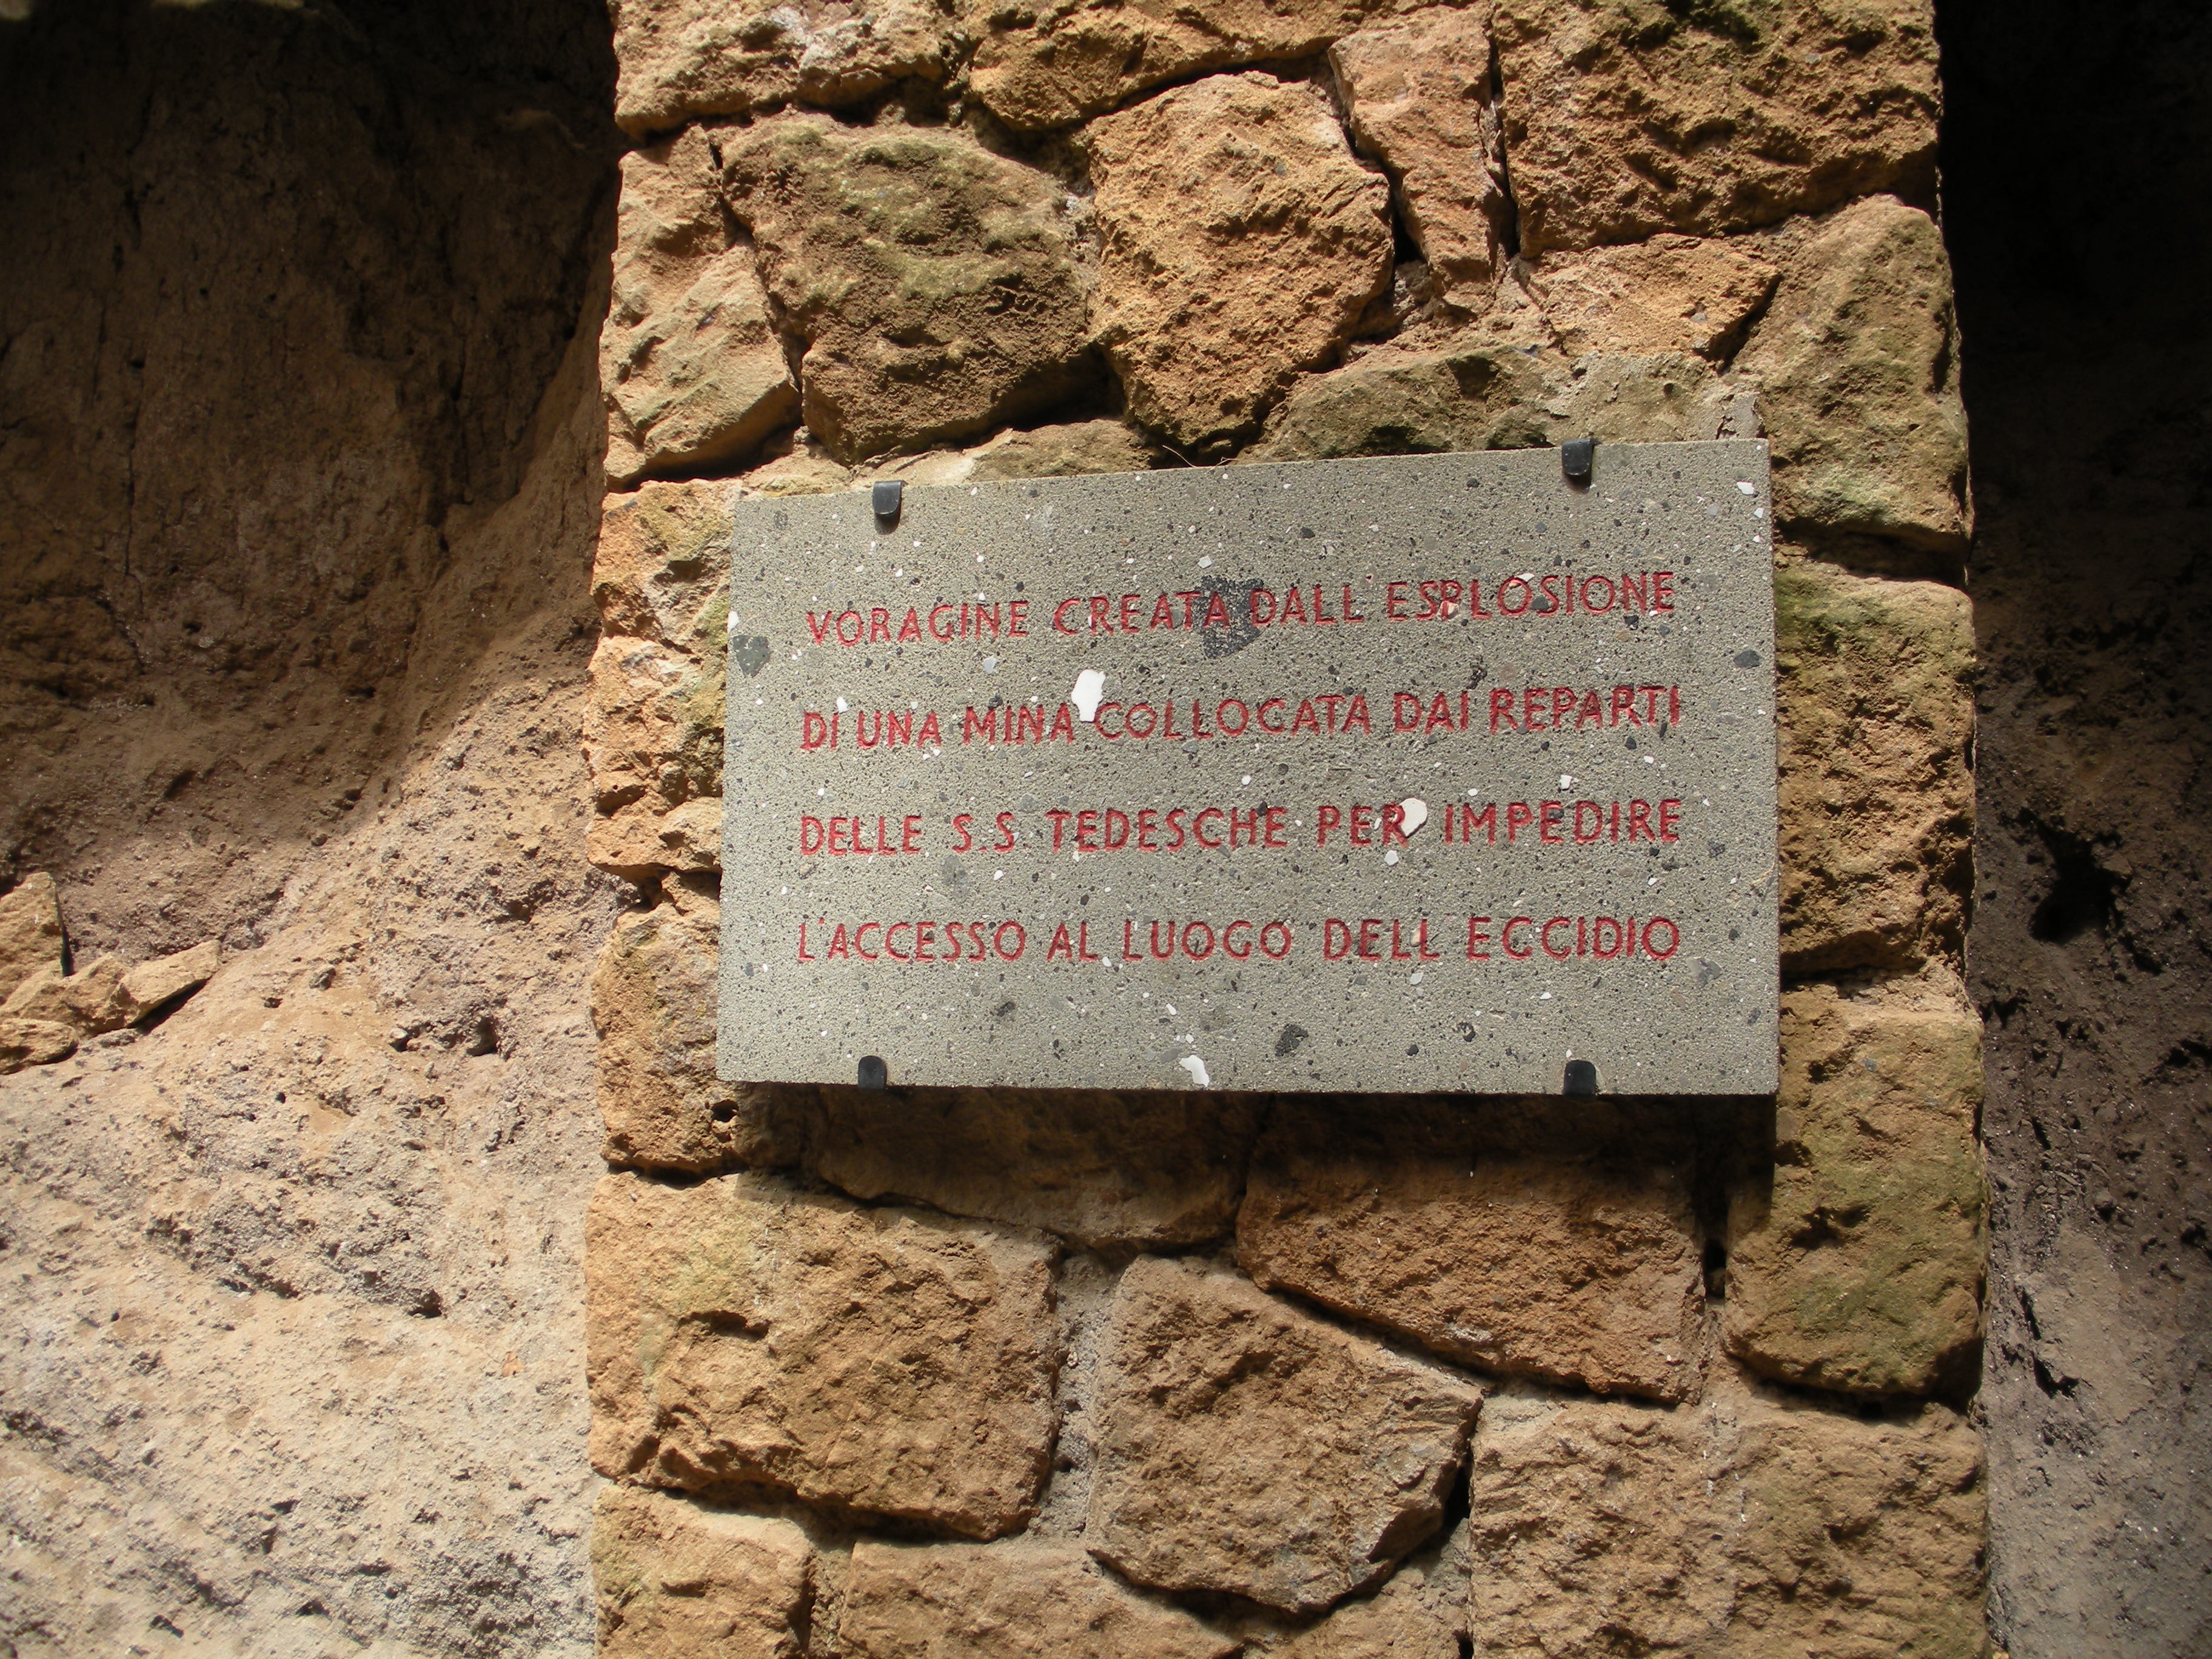 VORAGINE CREATA DALL'ESPLOSIONE
DI UNA MINA COLLOCATA DAI REPARTI
DELLE S.S. TEDESCHE PER IMPEDIRE
L'ACCESSO AL LUOGO DELL'ECCIDIO